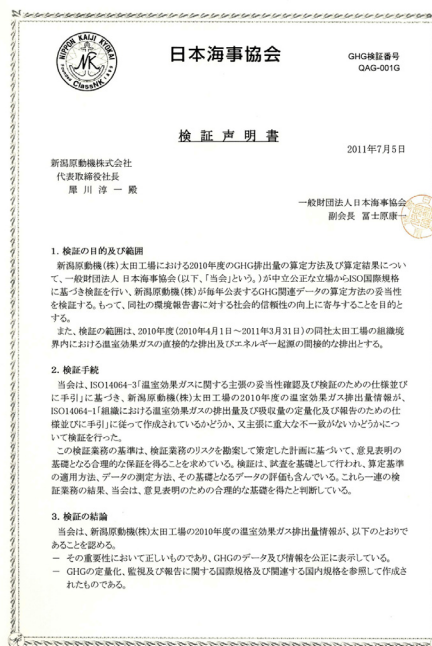 NIPPON KAIJI KYOKAI
NK
ClassNK
日本海事協会
GHG検証番号
QAG-001G
検証声明書
2011年7月5日
新潟原動機株式会社
代表取締役社長
犀川淳一 殿
一般財団法人日本海事協会
副会長 冨士原康一
1. 検証の目的及び範囲
新潟原動機(株)太田工場における2010年度のGHG排出量の算定方法及び算定結果につい
て、一般財団法人 日本海事協会(以下、「当会」という。)が中立公正な立場からISO国際規格
に基づき検証を行い、新潟原動機(株)が毎年公表するGHG関連データの算定方法の妥当性
を検証する。もって、同社の環境報告書に対する社会的信頼性の向上に寄与することを目的と
する。
また、検証の範囲は、2010年度(2010年4月1日~2011年3月31日)の同社太田工場の組織境
界内における温室効果ガスの直接的な排出及びエネルギー起源の間接的な排出とする。
2. 検証手続
当会は、ISO14064-3「温室効果ガスに関する主張の妥当性確認及び検証のための仕様並び
に手引」に基づき、新潟原動機(株)太田工場の2010年度の温室効果ガス排出量情報が、
ISO14064-1「組織における温室効果ガスの排出量及び吸収量の定量化及び報告のための仕
様並びに手引」に従って作成されているかどうか、又主張に重大な不一致がないかどうかにつ
いて検証を行った。
この検証業務の基準は、検証業務のリスクを勘案して策定した計画に基づいて、意見表明の
基礎となる合理的な保証を得ることを求めている。検証は、試査を基礎として行われ、算定基準
の適用方法、データの測定方法、その基礎となるデータの評価も含んでいる。これら一連の検
証業務の結果、当会は、意見表明のための合理的な基礎を得たと判断している。
3. 検証の結論
当会は、新潟原動機(株)太田工場の2010年度の温室効果ガス排出量情報が、以下のとおりで
あることを認める。
― その重要性において正しいものであり、GHGのデータ及び情報を公正に表示している。
― GHGの定量化、監視及び報告に関する国際規格及び関連する国内規格を参照して作成さ
れたものである。